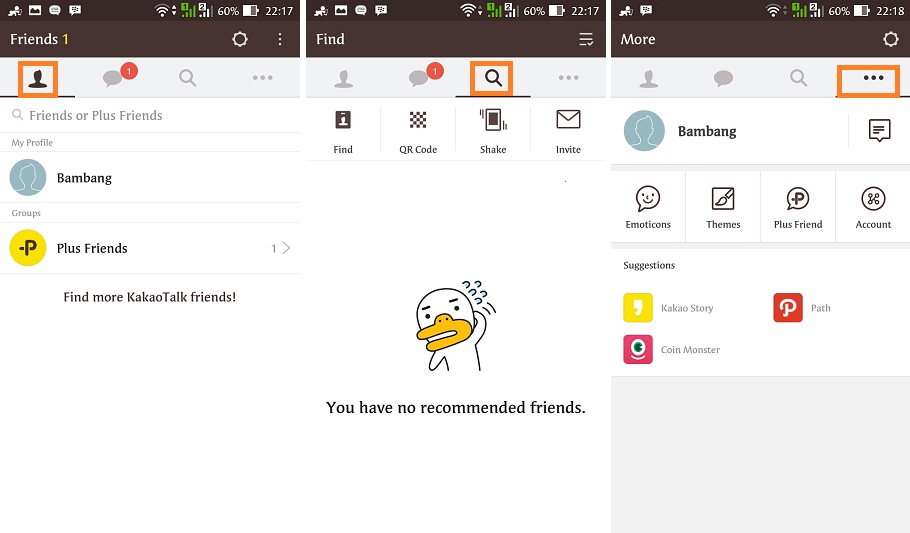 60% 22:17
Friends 1
1
Friends or Plus Friends
My Profile
Bambang
Groups
Plus Friends 1
Find more KakaoTalk friends!
60% 22:17
Find
1
Find QR Code Shake Invite
You have no recommended friends.
60% 22:18
More
Bambang
Emoticons Themes Plus Friend Account
Suggestions
Kakao Story Path
Coin Monster